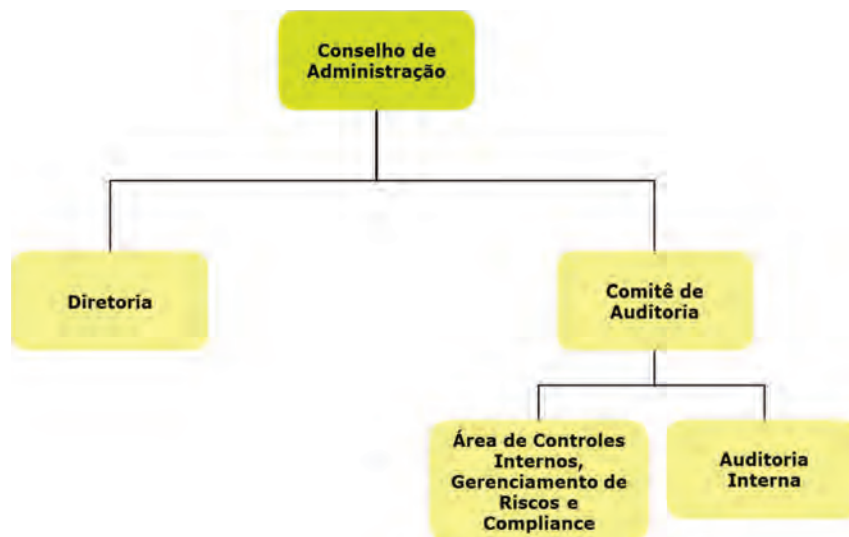 Conselho de
Administração
Diretoria
Comitê de
Auditoria
Área de Controles
Internos,
Gerenciamento de
Riscos e
Compliance
Auditoria
Interna